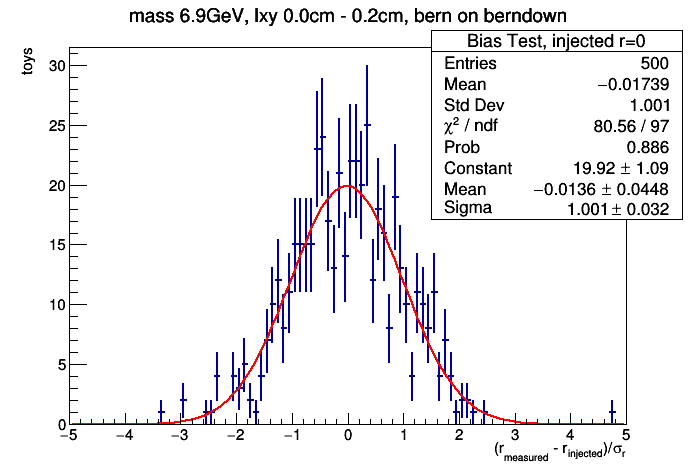 mass 6.9GeV, lxy 0.0cm - 0.2cm, bern on berndown
Bias Test, injected r=0
Entries 500
Mean −0.01739
Std Dev 1.001
χ² / ndf 80.56 / 97
Prob 0.886
Constant 19.92 ± 1.09
Mean −0.0136 ± 0.0448
Sigma 1.001 ± 0.032
toys
30
25
20
15
10
5
0
−5 −4 −3 −2 −1 0 1 2 3 4 5
(r_measured - r_injected)/σ_r